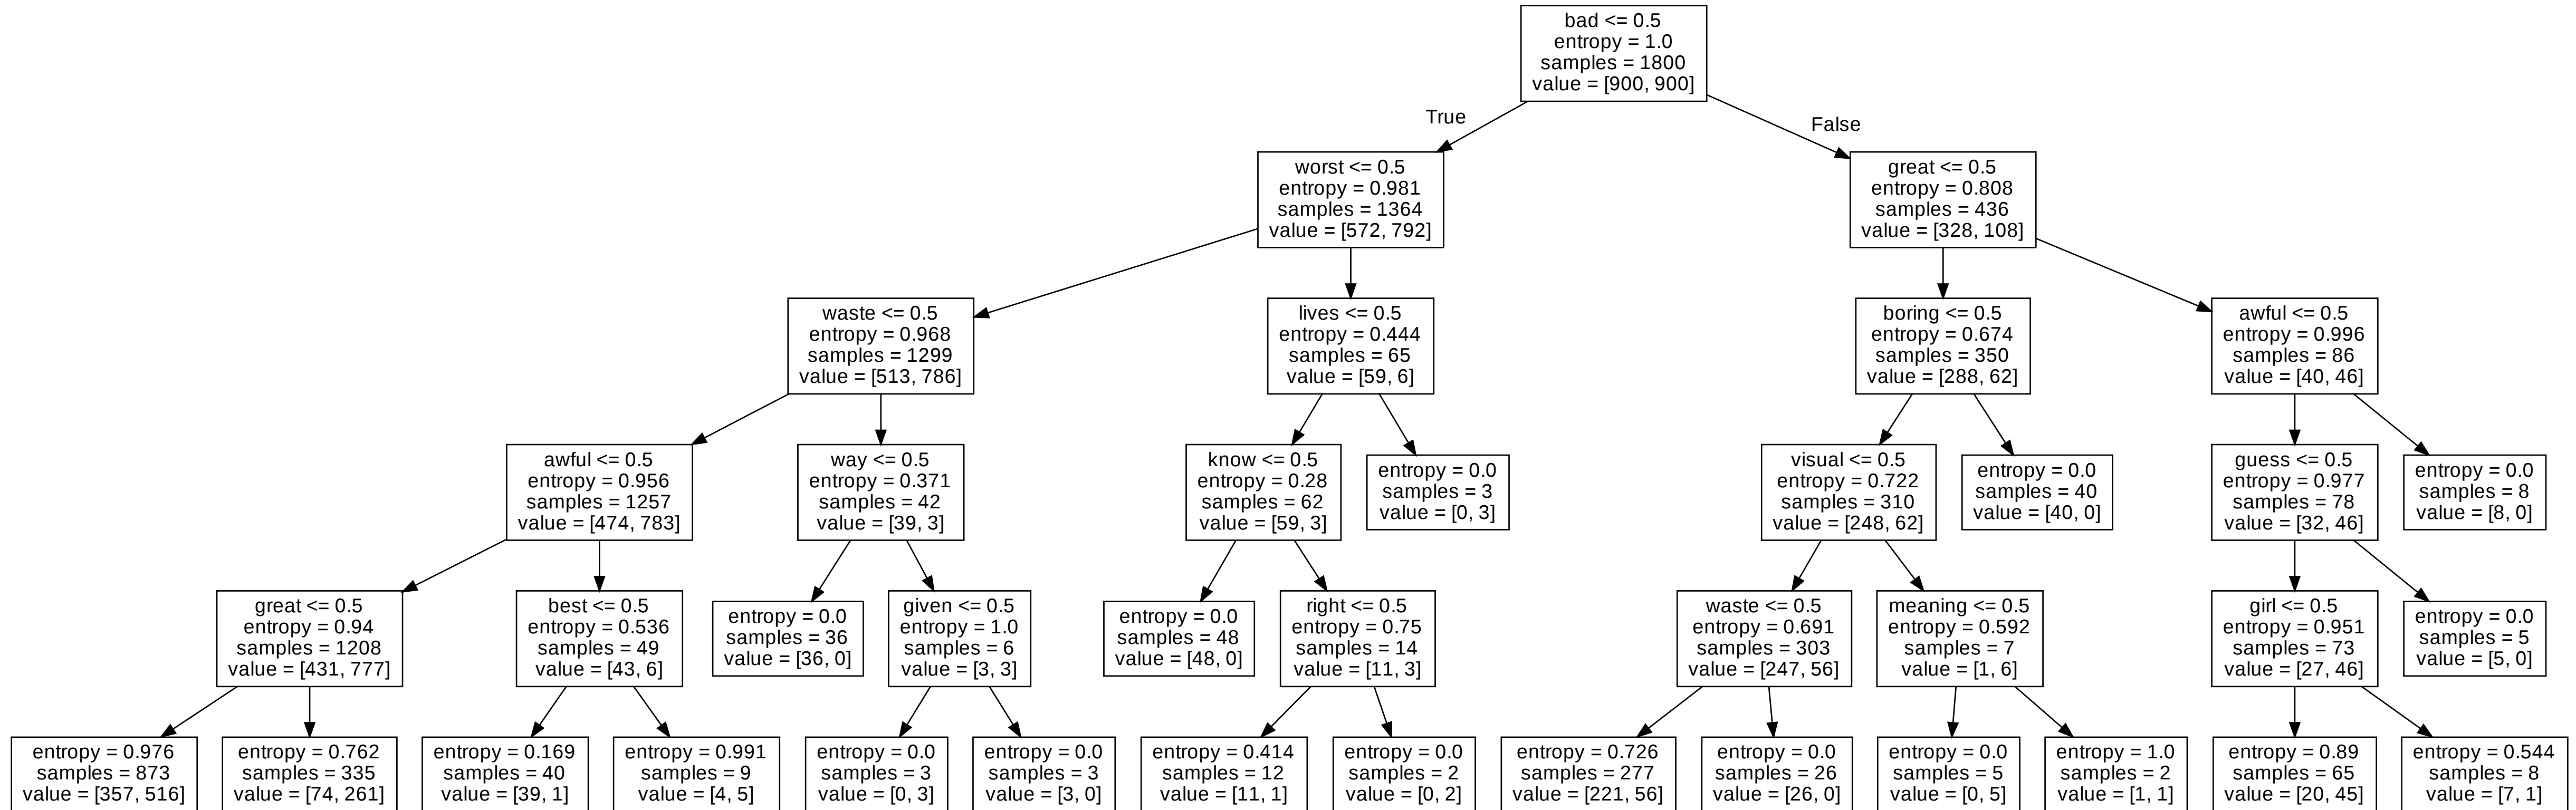 bad <= 0.5
entropy = 1.0
samples = 1800
value = [900, 900]
True
False
worst <= 0.5
entropy = 0.981
samples = 1364
value = [572, 792]
great <= 0.5
entropy = 0.808
samples = 436
value = [328, 108]
waste <= 0.5
entropy = 0.968
samples = 1299
value = [513, 786]
lives <= 0.5
entropy = 0.444
samples = 65
value = [59, 6]
boring <= 0.5
entropy = 0.674
samples = 350
value = [288, 62]
awful <= 0.5
entropy = 0.996
samples = 86
value = [40, 46]
awful <= 0.5
entropy = 0.956
samples = 1257
value = [474, 783]
way <= 0.5
entropy = 0.371
samples = 42
value = [39, 3]
know <= 0.5
entropy = 0.28
samples = 62
value = [59, 3]
entropy = 0.0
samples = 3
value = [0, 3]
visual <= 0.5
entropy = 0.722
samples = 310
value = [248, 62]
entropy = 0.0
samples = 40
value = [40, 0]
guess <= 0.5
entropy = 0.977
samples = 78
value = [32, 46]
entropy = 0.0
samples = 8
value = [8, 0]
great <= 0.5
entropy = 0.94
samples = 1208
value = [431, 777]
best <= 0.5
entropy = 0.536
samples = 49
value = [43, 6]
entropy = 0.0
samples = 36
value = [36, 0]
given <= 0.5
entropy = 1.0
samples = 6
value = [3, 3]
entropy = 0.0
samples = 48
value = [48, 0]
right <= 0.5
entropy = 0.75
samples = 14
value = [11, 3]
waste <= 0.5
entropy = 0.691
samples = 303
value = [247, 56]
meaning <= 0.5
entropy = 0.592
samples = 7
value = [1, 6]
girl <= 0.5
entropy = 0.951
samples = 73
value = [27, 46]
entropy = 0.0
samples = 5
value = [5, 0]
entropy = 0.976
samples = 873
value = [357, 516]
entropy = 0.762
samples = 335
value = [74, 261]
entropy = 0.169
samples = 40
value = [39, 1]
entropy = 0.991
samples = 9
value = [4, 5]
entropy = 0.0
samples = 3
value = [0, 3]
entropy = 0.0
samples = 3
value = [3, 0]
entropy = 0.414
samples = 12
value = [11, 1]
entropy = 0.0
samples = 2
value = [0, 2]
entropy = 0.726
samples = 277
value = [221, 56]
entropy = 0.0
samples = 26
value = [26, 0]
entropy = 0.0
samples = 5
value = [0, 5]
entropy = 1.0
samples = 2
value = [1, 1]
entropy = 0.89
samples = 65
value = [20, 45]
entropy = 0.544
samples = 8
value = [7, 1]